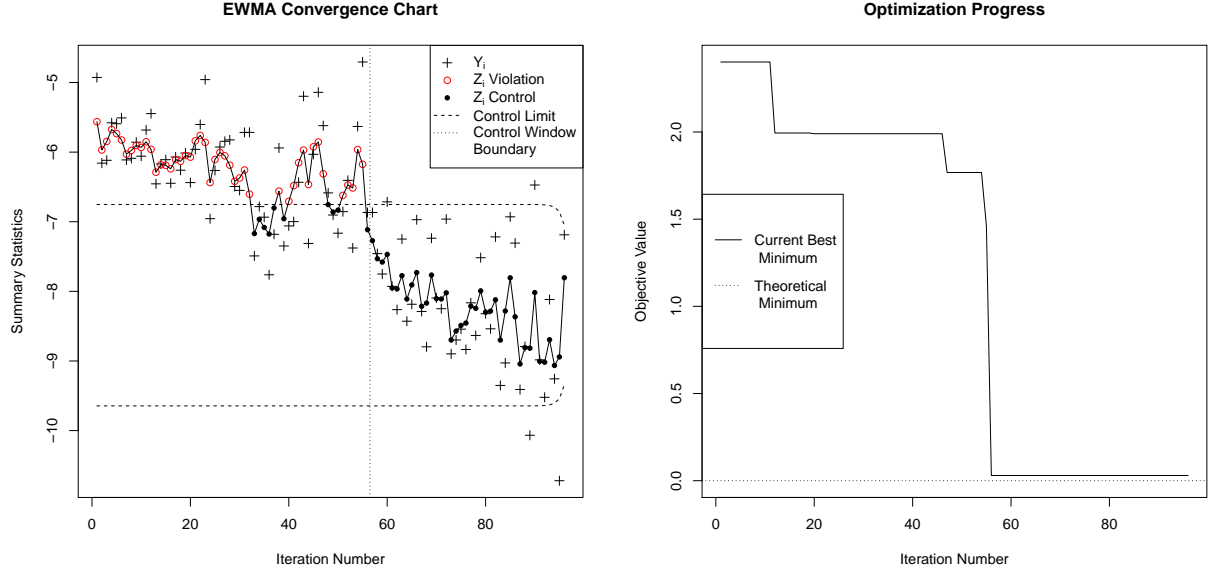 EWMA Convergence Chart
Summary Statistics
-5
-6
-7
-8
-9
-10
0
20
40
60
80
Iteration Number
Yᵢ
Zᵢ Violation
Zᵢ Control
Control Limit
Control Window
Boundary
Optimization Progress
Objective Value
2.0
1.5
1.0
0.5
0.0
0
20
40
60
80
Iteration Number
Current Best
Minimum
Theoretical
Minimum